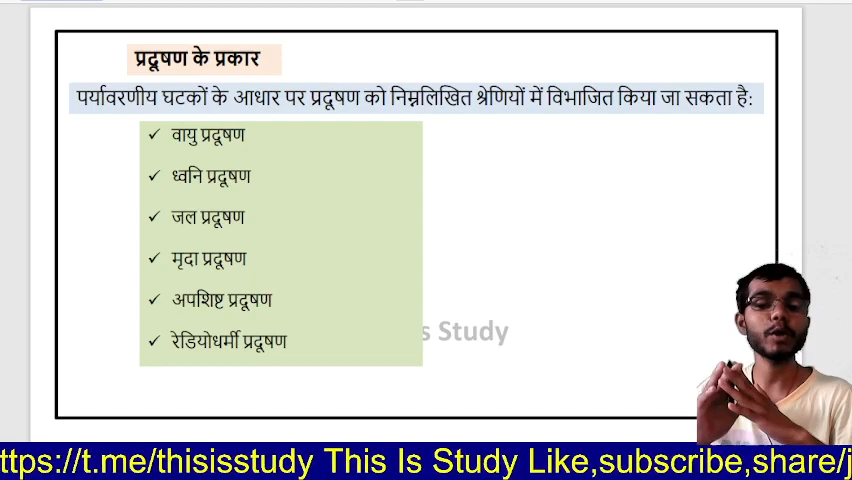 प्रदूषण के प्रकार
पर्यावरणीय घटकों के आधार पर प्रदूषण को निम्नलिखित श्रेणियों में विभाजित किया जा सकता है:
✓ वायु प्रदूषण
✓ ध्वनि प्रदूषण
✓ जल प्रदूषण
✓ मृदा प्रदूषण
✓ अपशिष्ट प्रदूषण
✓ रेडियोधर्मी प्रदूषण
s Study
ttps://t.me/thisisstudy This Is Study Like,subscribe,share/j